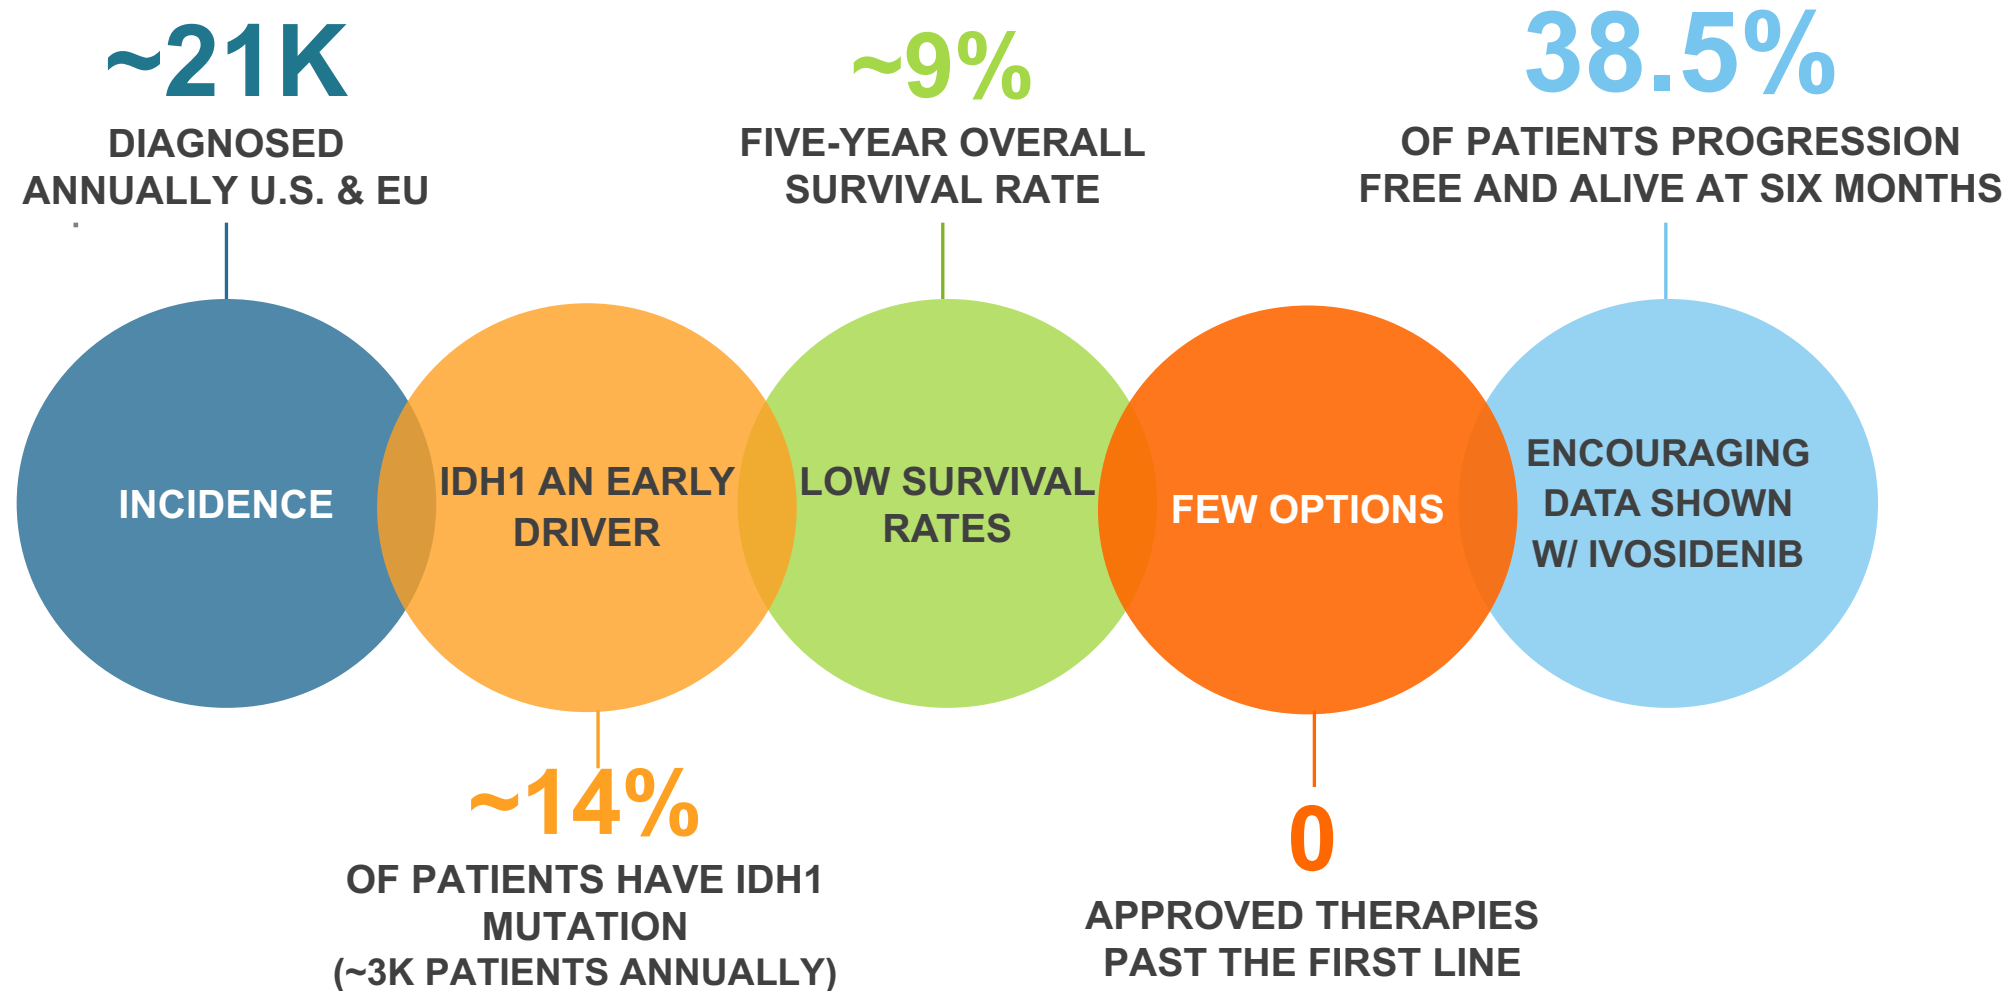 ~21K
DIAGNOSED
ANNUALLY U.S. & EU
~9%
FIVE-YEAR OVERALL
SURVIVAL RATE
38.5%
OF PATIENTS PROGRESSION
FREE AND ALIVE AT SIX MONTHS
INCIDENCE
IDH1 AN EARLY
DRIVER
LOW SURVIVAL
RATES
FEW OPTIONS
ENCOURAGING
DATA SHOWN
W/ IVOSIDENIB
~14%
OF PATIENTS HAVE IDH1
MUTATION
(~3K PATIENTS ANNUALLY)
0
APPROVED THERAPIES
PAST THE FIRST LINE